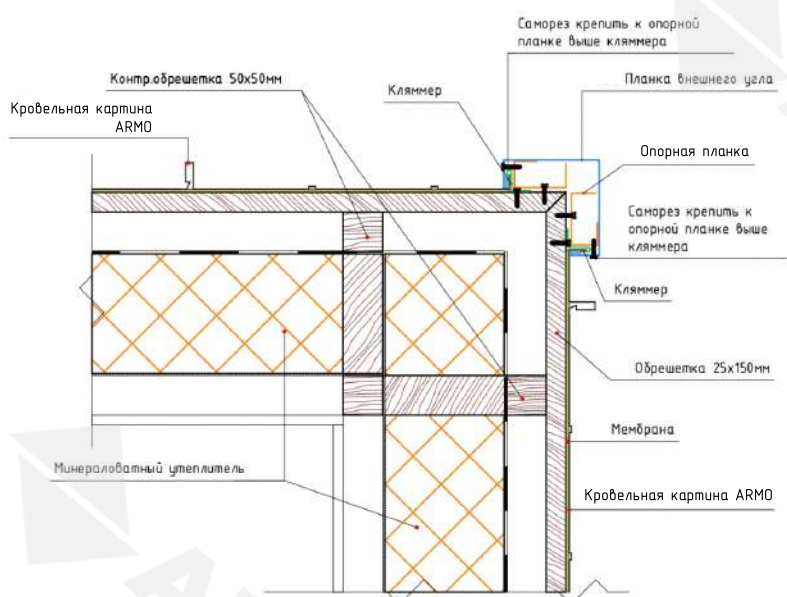 Саморез крепить к опорной
планке выше кляммера
Контр.обрешетка 50х50мм
Кляммер
Планка внешнего угла
Кровельная картина
ARMO
Опорная планка
Саморез крепить к
опорной планке выше
кляммера
Кляммер
Обрешетка 25х150мм
Мембрана
Минераловатный утеплитель
Кровельная картина ARMO